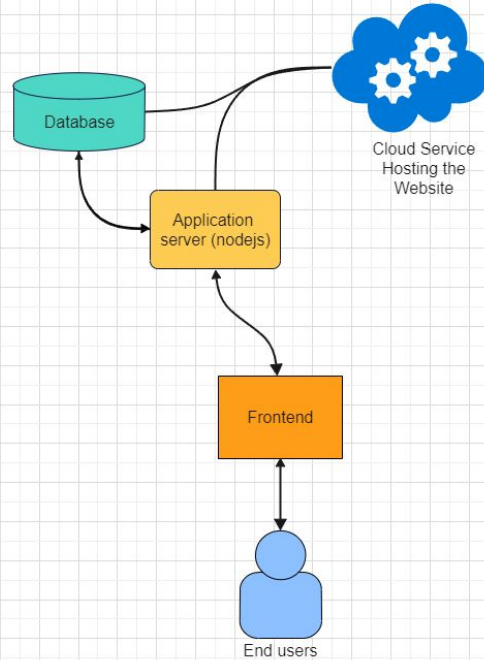 Database
Cloud Service
Hosting the
Website
Application
server (nodejs)
Frontend
End users